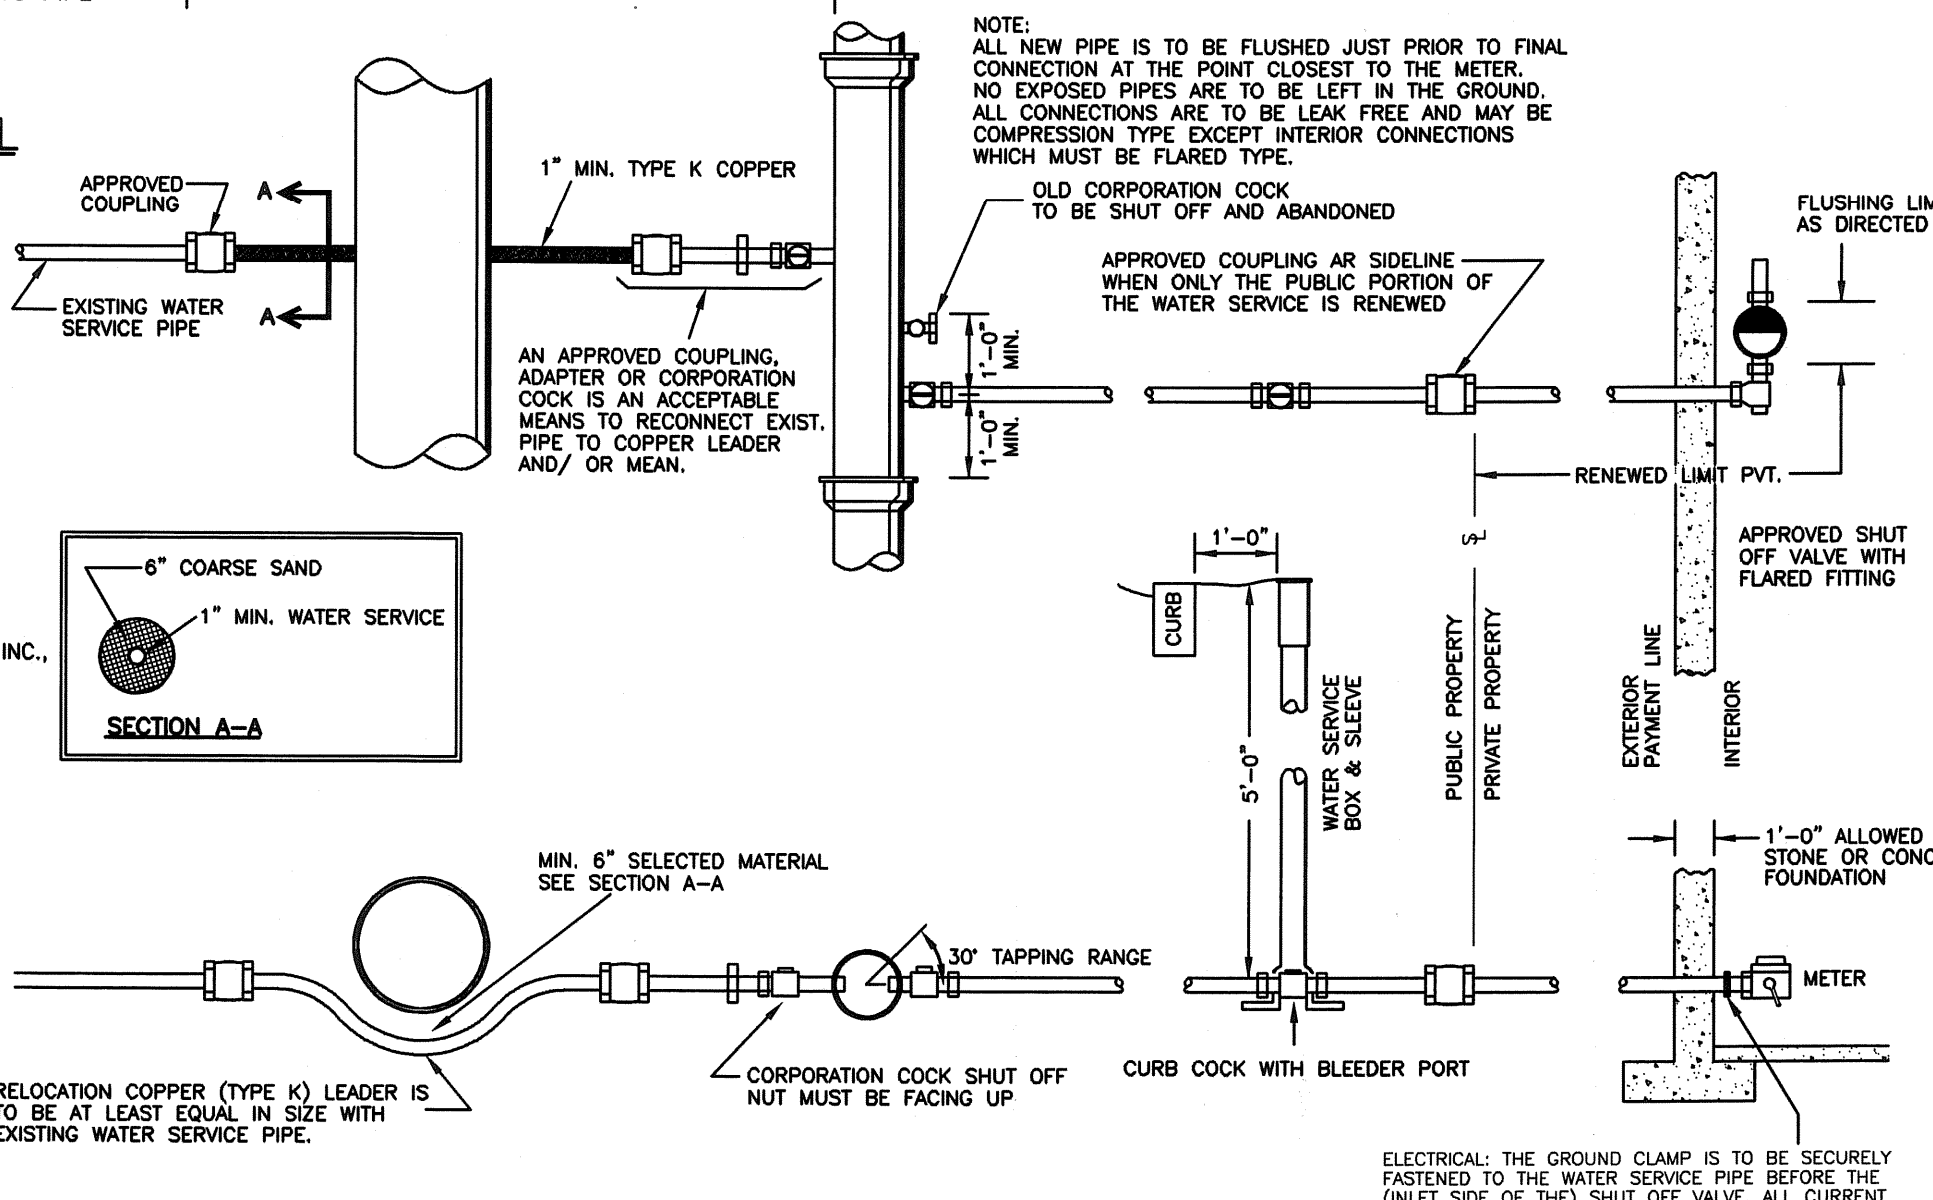 NOTE:
ALL NEW PIPE IS TO BE FLUSHED JUST PRIOR TO FINAL
CONNECTION AT THE POINT CLOSEST TO THE METER.
NO EXPOSED PIPES ARE TO BE LEFT IN THE GROUND.
ALL CONNECTIONS ARE TO BE LEAK FREE AND MAY BE
COMPRESSION TYPE EXCEPT INTERIOR CONNECTIONS
WHICH MUST BE FLARED TYPE.
1" MIN. TYPE K COPPER
APPROVED
COUPLING
A
A
EXISTING WATER
SERVICE PIPE
OLD CORPORATION COCK
TO BE SHUT OFF AND ABANDONED
FLUSHING LIM
AS DIRECTED
APPROVED COUPLING AR SIDELINE
WHEN ONLY THE PUBLIC PORTION OF
THE WATER SERVICE IS RENEWED
1'-0"
MIN.
1'-0"
MIN.
AN APPROVED COUPLING,
ADAPTER OR CORPORATION
COCK IS AN ACCEPTABLE
MEANS TO RECONNECT EXIST.
PIPE TO COPPER LEADER
AND/ OR MEAN.
RENEWED LIMIT PVT.
APPROVED SHUT
OFF VALVE WITH
FLARED FITTING
6" COARSE SAND
1" MIN. WATER SERVICE
SECTION A-A
INC.,
1'-0"
CURB
5'-0"
WATER SERVICE
BOX & SLEEVE
PUBLIC PROPERTY
PRIVATE PROPERTY
EXTERIOR
PAYMENT LINE
INTERIOR
1'-0" ALLOWED
STONE OR CONC
FOUNDATION
MIN. 6" SELECTED MATERIAL
SEE SECTION A-A
30° TAPPING RANGE
METER
CORPORATION COCK SHUT OFF
NUT MUST BE FACING UP
CURB COCK WITH BLEEDER PORT
RELOCATION COPPER (TYPE K) LEADER IS
TO BE AT LEAST EQUAL IN SIZE WITH
EXISTING WATER SERVICE PIPE.
ELECTRICAL: THE GROUND CLAMP IS TO BE SECURELY
FASTENED TO THE WATER SERVICE PIPE BEFORE THE
(INLET SIDE OF THE) SHUT OFF VALVE. ALL CURRENT